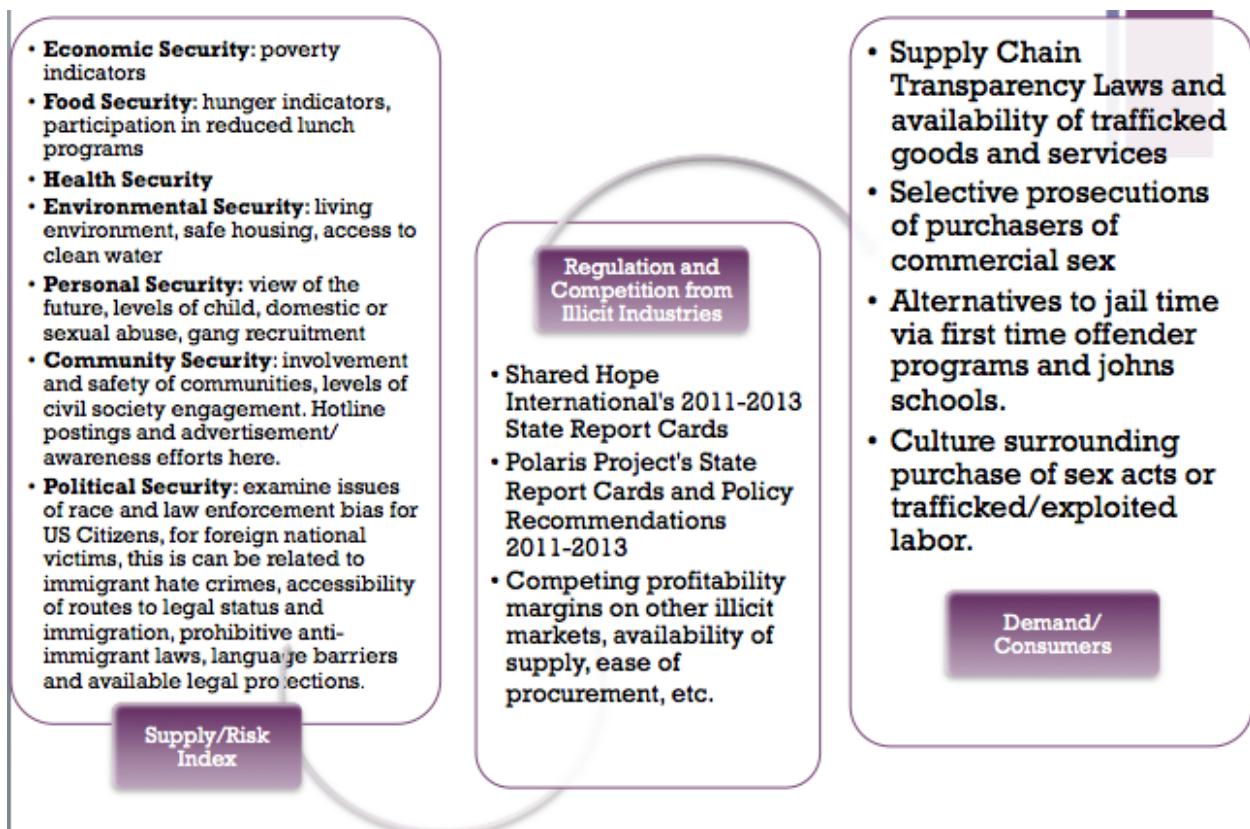 • Economic Security: poverty
indicators
• Food Security: hunger indicators,
participation in reduced lunch
programs
• Health Security
• Environmental Security: living
environment, safe housing, access to
clean water
• Personal Security: view of the
future, levels of child, domestic or
sexual abuse, gang recruitment
• Community Security: involvement
and safety of communities, levels of
civil society engagement. Hotline
postings and advertisement/
awareness efforts here.
• Political Security: examine issues
of race and law enforcement bias for
US Citizens, for foreign national
victims, this is can be related to
immigrant hate crimes, accessibility
of routes to legal status and
immigration, prohibitive anti-
immigrant laws, language barriers
and available legal protections.
Supply/Risk
Index
Regulation and
Competition from
Illicit Industries
• Shared Hope
International's 2011-2013
State Report Cards
• Polaris Project's State
Report Cards and Policy
Recommendations
2011-2013
• Competing profitability
margins on other illicit
markets, availability of
supply, ease of
procurement, etc.
• Supply Chain
Transparency Laws and
availability of trafficked
goods and services
• Selective prosecutions
of purchasers of
commercial sex
• Alternatives to jail time
via first time offender
programs and johns
schools.
• Culture surrounding
purchase of sex acts or
trafficked/exploited
labor.
Demand/
Consumers